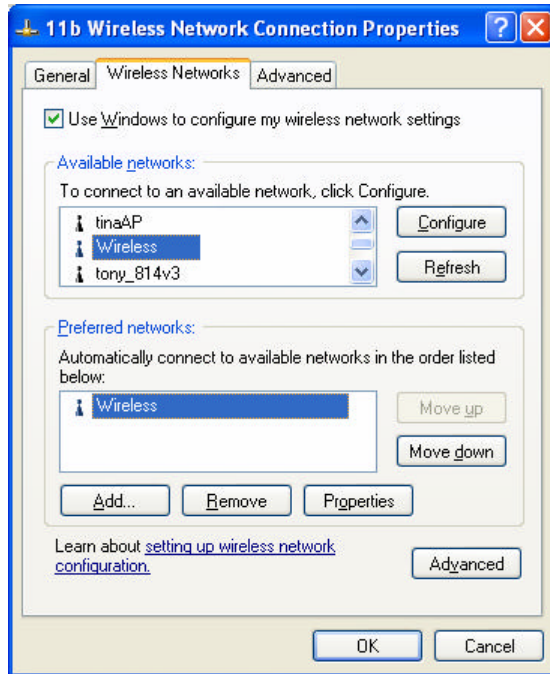 11b Wireless Network Connection Properties
General Wireless Networks Advanced
Use Windows to configure my wireless network settings
Available networks:
To connect to an available network, click Configure.
tinaAP
Wireless
tony_814v3
Configure
Refresh
Preferred networks:
Automatically connect to available networks in the order listed
below:
Wireless
Move up
Move down
Add... Remove Properties
Learn about setting up wireless network
configuration.
Advanced
OK Cancel